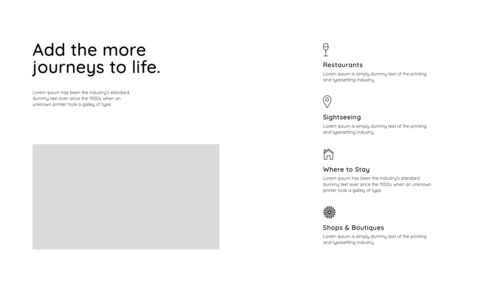 Add the more
journeys to life.
Lorem Ipsum has been the industry's standard
dummy text ever since the 1500s, when an
unknown printer took a galley of type.
Restaurants
Lorem Ipsum is simply dummy text of the printing
and typesetting industry.
Sightseeing
Lorem Ipsum is simply dummy text of the printing
and typesetting industry.
Where to Stay
Lorem Ipsum has been the industry's standard
dummy text ever since the 1500s, when an unknown
printer took a galley of type.
Shops & Boutiques
Lorem Ipsum is simply dummy text of the printing
and typesetting industry.